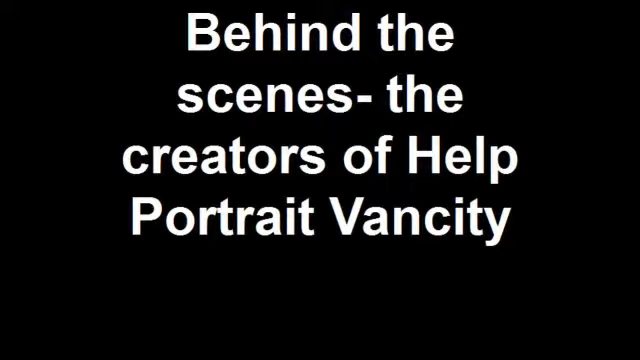 Behind the
scenes- the
creators of Help
Portrait Vancity